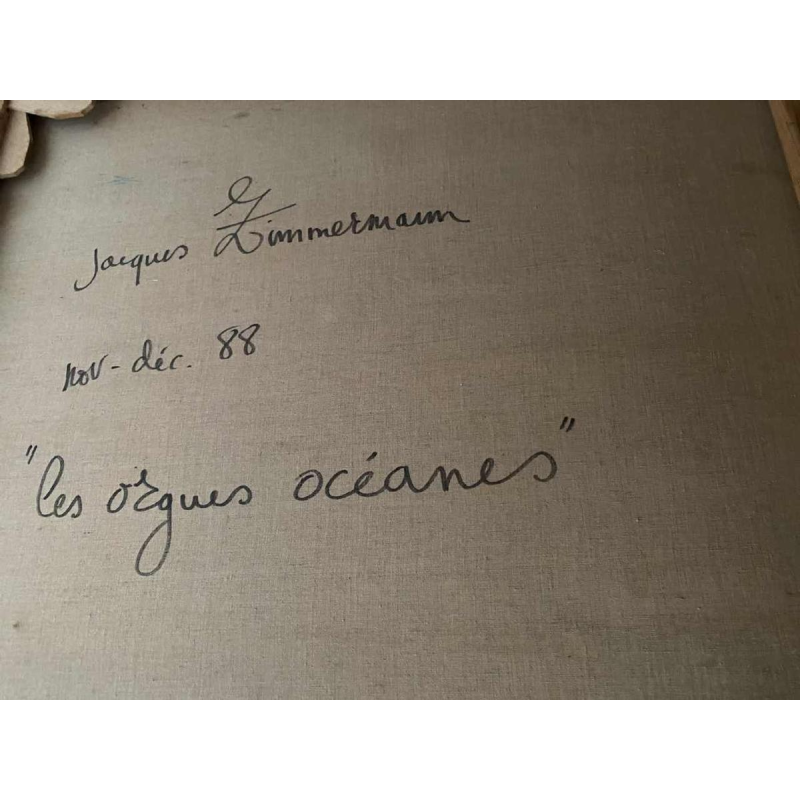 Jacques Zimmermann
nov-déc. 88
"les orgues océanes"